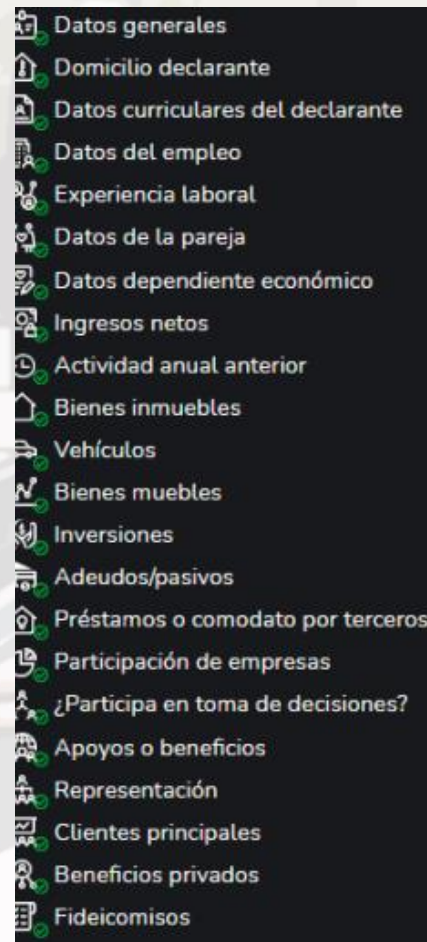 Datos generales
Domicilio declarante
Datos curriculares del declarante
Datos del empleo
Experiencia laboral
Datos de la pareja
Datos dependiente económico
Ingresos netos
Actividad anual anterior
Bienes inmuebles
Vehículos
Bienes muebles
Inversiones
Adeudos/pasivos
Préstamos o comodato por terceros
Participación de empresas
¿Participa en toma de decisiones?
Apoyos o beneficios
Representación
Clientes principales
Beneficios privados
Fideicomisos